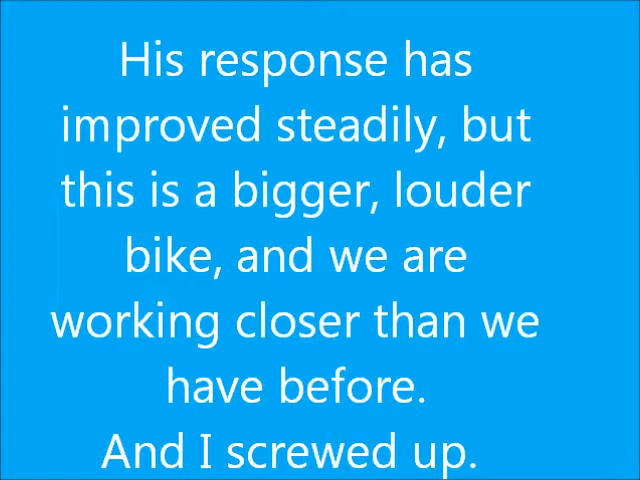 His response has
improved steadily, but
this is a bigger, louder
bike, and we are
working closer than we
have before.
And I screwed up.